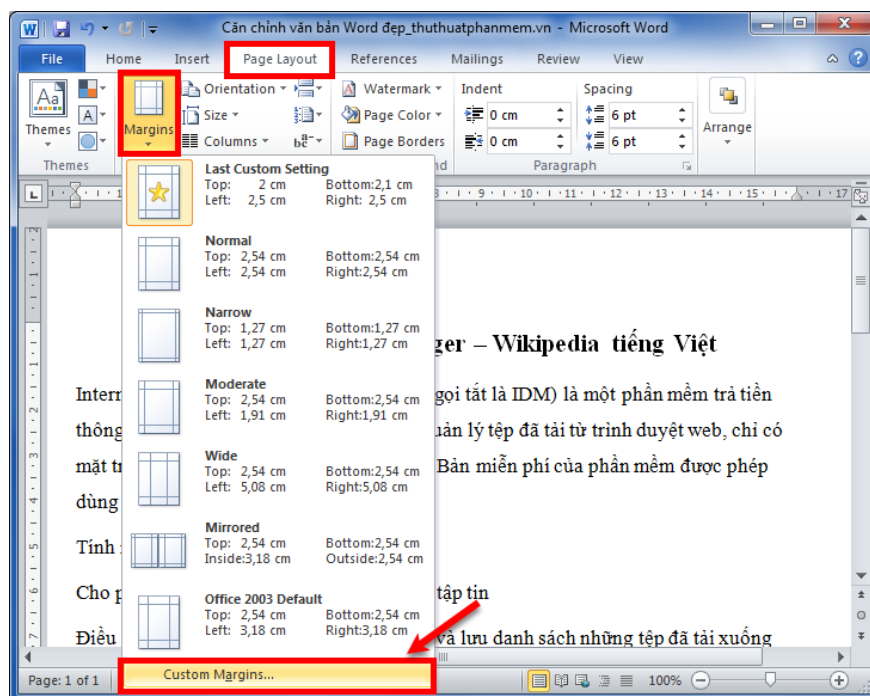 Căn chỉnh văn bản Word đẹp_thuthuatphanmem.vn - Microsoft Word
File Home Insert Page Layout References Mailings Review View
Themes
Margins
Orientation
Size
Columns
Watermark
Page Color
Page Borders
Indent
0 cm
0 cm
Spacing
6 pt
6 pt
Arrange
Themes
Paragraph
Last Custom Setting
Top: 2 cm Bottom:2,1 cm
Left: 2,5 cm Right: 2,5 cm
Normal
Top: 2,54 cm Bottom:2,54 cm
Left: 2,54 cm Right:2,54 cm
Narrow
Top: 1,27 cm Bottom:1,27 cm
Left: 1,27 cm Right:1,27 cm
Moderate
Top: 2,54 cm Bottom:2,54 cm
Left: 1,91 cm Right:1,91 cm
Wide
Top: 2,54 cm Bottom:2,54 cm
Left: 5,08 cm Right:5,08 cm
Mirrored
Top: 2,54 cm Bottom:2,54 cm
Inside:3,18 cm Outside:2,54 cm
Office 2003 Default
Top: 2,54 cm Bottom:2,54 cm
Left: 3,18 cm Right:3,18 cm
Custom Margins...
9 10 11 12 13 14 15 17
ger – Wikipedia tiếng Việt
Intern gọi tắt là IDM) là một phần mềm trả tiền
thông uản lý tệp đã tải từ trình duyệt web, chỉ có
mặt tr Bản miễn phí của phần mềm được phép
dùng
Tính
Cho p tập tin
Điều và lưu danh sách những tệp đã tải xuống
Page: 1 of 1
100%